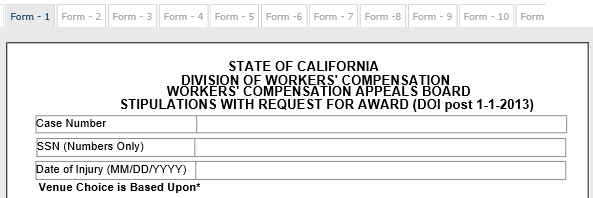 Form - 1 Form - 2 Form - 3 Form - 4 Form - 5 Form -6 Form - 7 Form -8 Form - 9 Form - 10 Form
STATE OF CALIFORNIA
DIVISION OF WORKERS' COMPENSATION
WORKERS' COMPENSATION APPEALS BOARD
STIPULATIONS WITH REQUEST FOR AWARD (DOI post 1-1-2013)
Case Number
SSN (Numbers Only)
Date of Injury (MM/DD/YYYY)
Venue Choice is Based Upon*